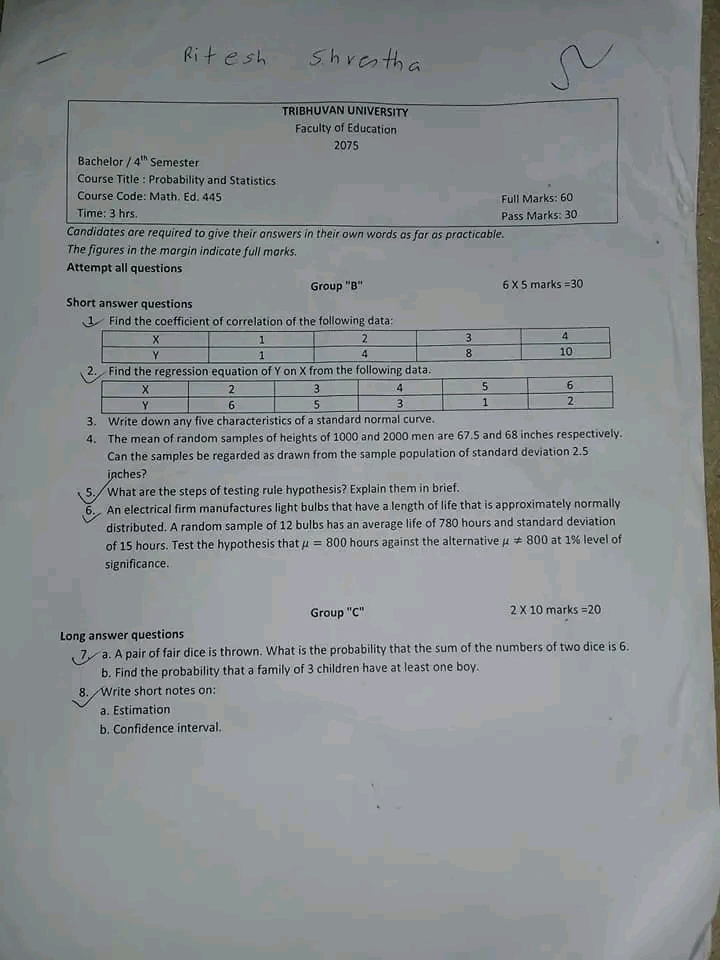 Ritesh Shrestha
TRIBHUVAN UNIVERSITY
Faculty of Education
2075
Bachelor / 4th Semester
Course Title : Probability and Statistics
Course Code: Math. Ed. 445
Full Marks: 60
Time: 3 hrs.
Pass Marks: 30
Candidates are required to give their answers in their own words as far as practicable.
The figures in the margin indicate full marks.
Attempt all questions
Group "B" 6 X 5 marks =30
Short answer questions
1. Find the coefficient of correlation of the following data:
X 1 2 3 4
Y 1 4 8 10
2. Find the regression equation of Y on X from the following data.
X 2 3 4 5 6
Y 6 5 3 1 2
3. Write down any five characteristics of a standard normal curve.
4. The mean of random samples of heights of 1000 and 2000 men are 67.5 and 68 inches respectively.
Can the samples be regarded as drawn from the sample population of standard deviation 2.5
inches?
5. What are the steps of testing rule hypothesis? Explain them in brief.
6. An electrical firm manufactures light bulbs that have a length of life that is approximately normally
distributed. A random sample of 12 bulbs has an average life of 780 hours and standard deviation
of 15 hours. Test the hypothesis that μ = 800 hours against the alternative μ ≠ 800 at 1% level of
significance.
Group "C" 2 X 10 marks =20
Long answer questions
7. a. A pair of fair dice is thrown. What is the probability that the sum of the numbers of two dice is 6.
b. Find the probability that a family of 3 children have at least one boy.
8. Write short notes on:
a. Estimation
b. Confidence interval.